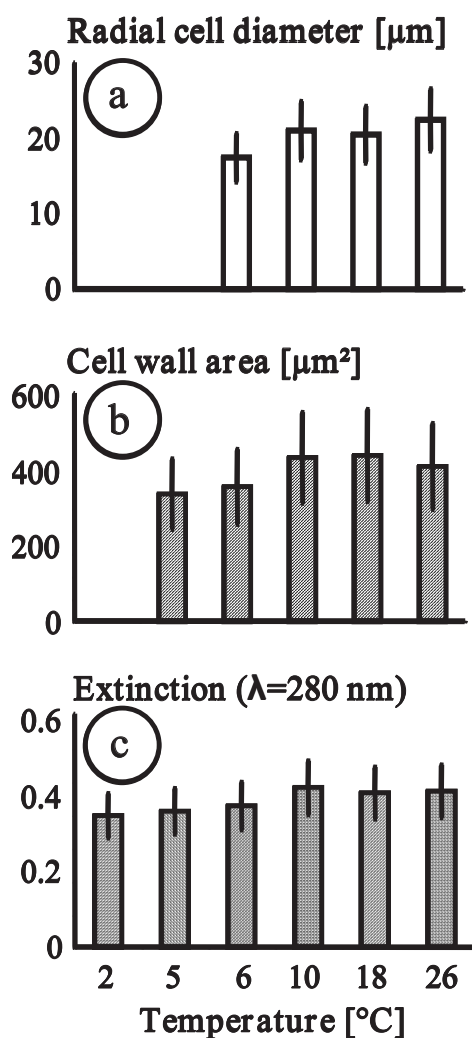 Radial cell diameter [µm]
30
a
20
10
0
Cell wall area [µm²]
600
b
400
200
0
Extinction (λ=280 nm)
0.6
c
0.4
0.2
0
2 5 6 10 18 26
Temperature [°C]